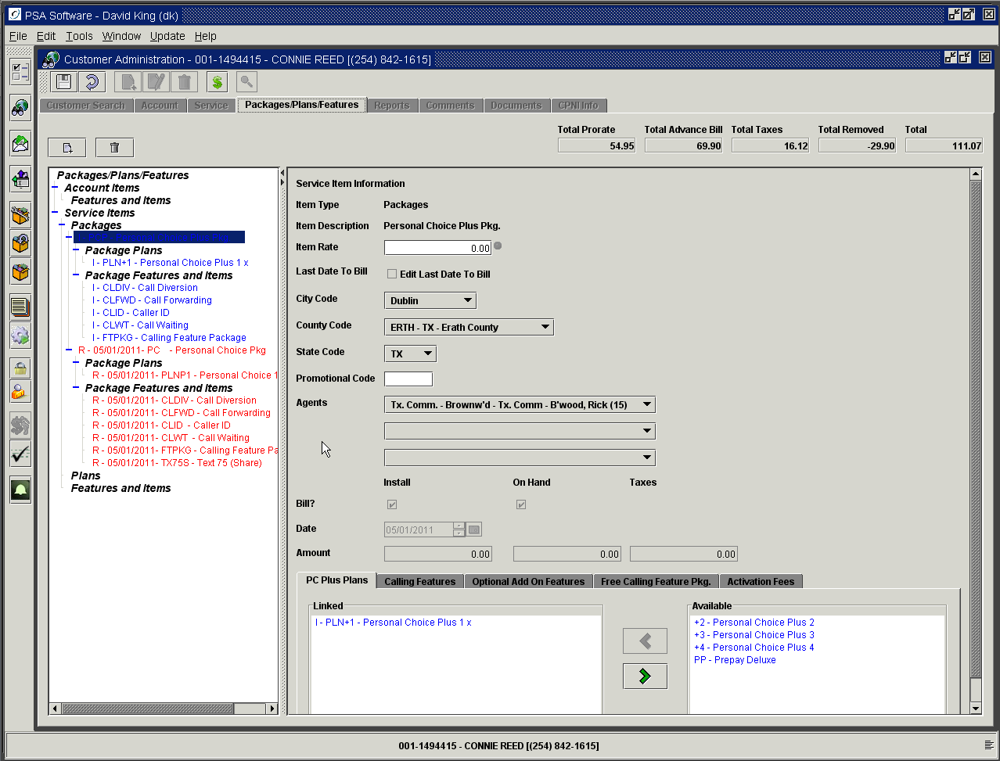 PSA Software - David King (dk)
File Edit Tools Window Update Help
Customer Administration - 001-1494415 - CONNIE REED [(254) 842-1615]
Customer Search Account Service Packages/Plans/Features Reports Comments Documents CPNI Info
Total Prorate Total Advance Bill Total Taxes Total Removed Total
54.95 69.90 16.12 -29.90 111.07
Packages/Plans/Features
Account Items
Features and Items
Service Items
Packages
Package Plans
I - PLN+1 - Personal Choice Plus 1 x
Package Features and Items
I - CLDIV - Call Diversion
I - CLFWD - Call Forwarding
I - CLID - Caller ID
I - CLWT - Call Waiting
I - FTPKG - Calling Feature Package
R - 05/01/2011- PC - Personal Choice Pkg
Package Plans
R - 05/01/2011- PLNP1 - Personal Choice 1
Package Features and Items
R - 05/01/2011- CLDIV - Call Diversion
R - 05/01/2011- CLFWD - Call Forwarding
R - 05/01/2011- CLID - Caller ID
R - 05/01/2011- CLWT - Call Waiting
R - 05/01/2011- FTPKG - Calling Feature Pa
R - 05/01/2011- TX75S - Text 75 (Share)
Plans
Features and Items
Service Item Information
Item Type Packages
Item Description Personal Choice Plus Pkg.
Item Rate 0.00
Last Date To Bill Edit Last Date To Bill
City Code Dublin
County Code ERTH - TX - Erath County
State Code TX
Promotional Code
Agents Tx. Comm. - Brownw'd - Tx. Comm - B'wood, Rick (15)
Install On Hand Taxes
Bill?
Date 05/01/2011
Amount 0.00 0.00 0.00
PC Plus Plans Calling Features Optional Add On Features Free Calling Feature Pkg. Activation Fees
Linked
I - PLN+1 - Personal Choice Plus 1 x
Available
+2 - Personal Choice Plus 2
+3 - Personal Choice Plus 3
+4 - Personal Choice Plus 4
PP - Prepay Deluxe
001-1494415 - CONNIE REED [(254) 842-1615]